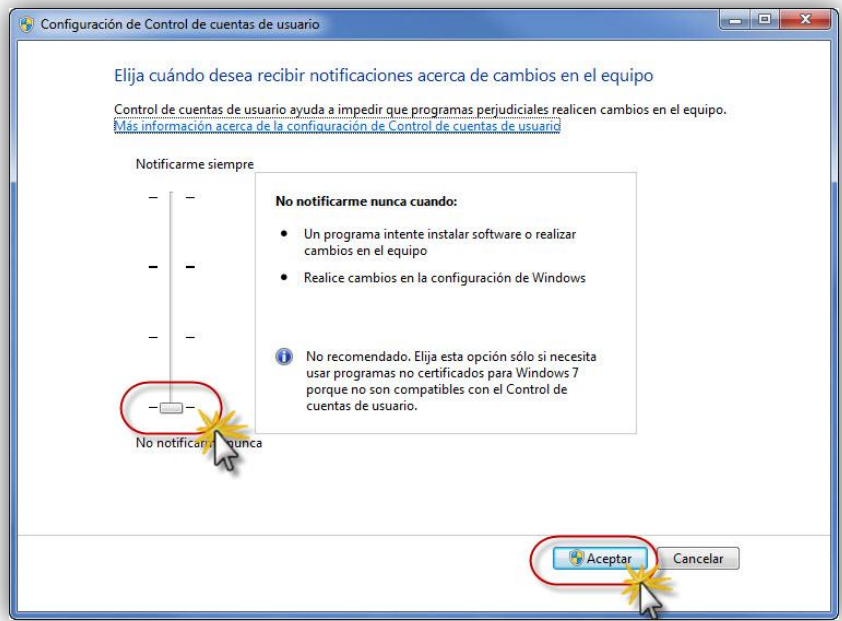 Configuración de Control de cuentas de usuario
Elija cuándo desea recibir notificaciones acerca de cambios en el equipo
Control de cuentas de usuario ayuda a impedir que programas perjudiciales realicen cambios en el equipo.
Más información acerca de la configuración de Control de cuentas de usuario
Notificarme siempre
No notificarme nunca cuando:
Un programa intente instalar software o realizar
cambios en el equipo
Realice cambios en la configuración de Windows
No recomendado. Elija esta opción sólo si necesita
usar programas no certificados para Windows 7
porque no son compatibles con el Control de
cuentas de usuario.
No notificarme nunca
Aceptar
Cancelar